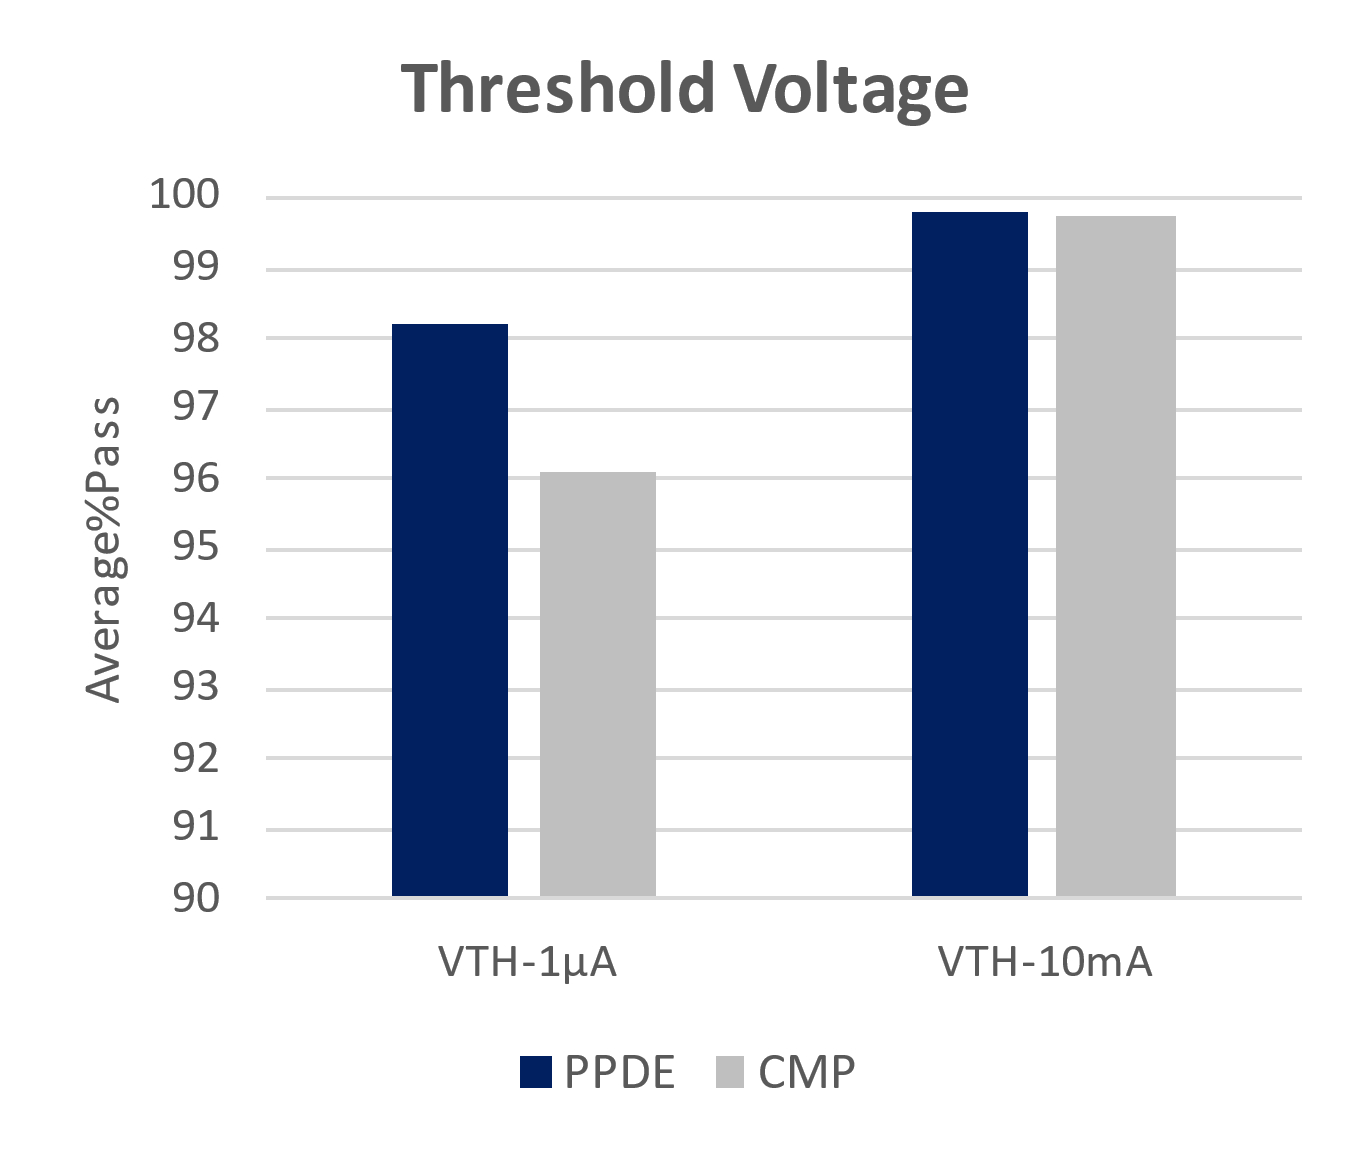 Threshold Voltage
100
99
98
97
96
95
94
93
92
91
90
Average%Pass
VTH-1µA
VTH-10mA
PPDE
CMP